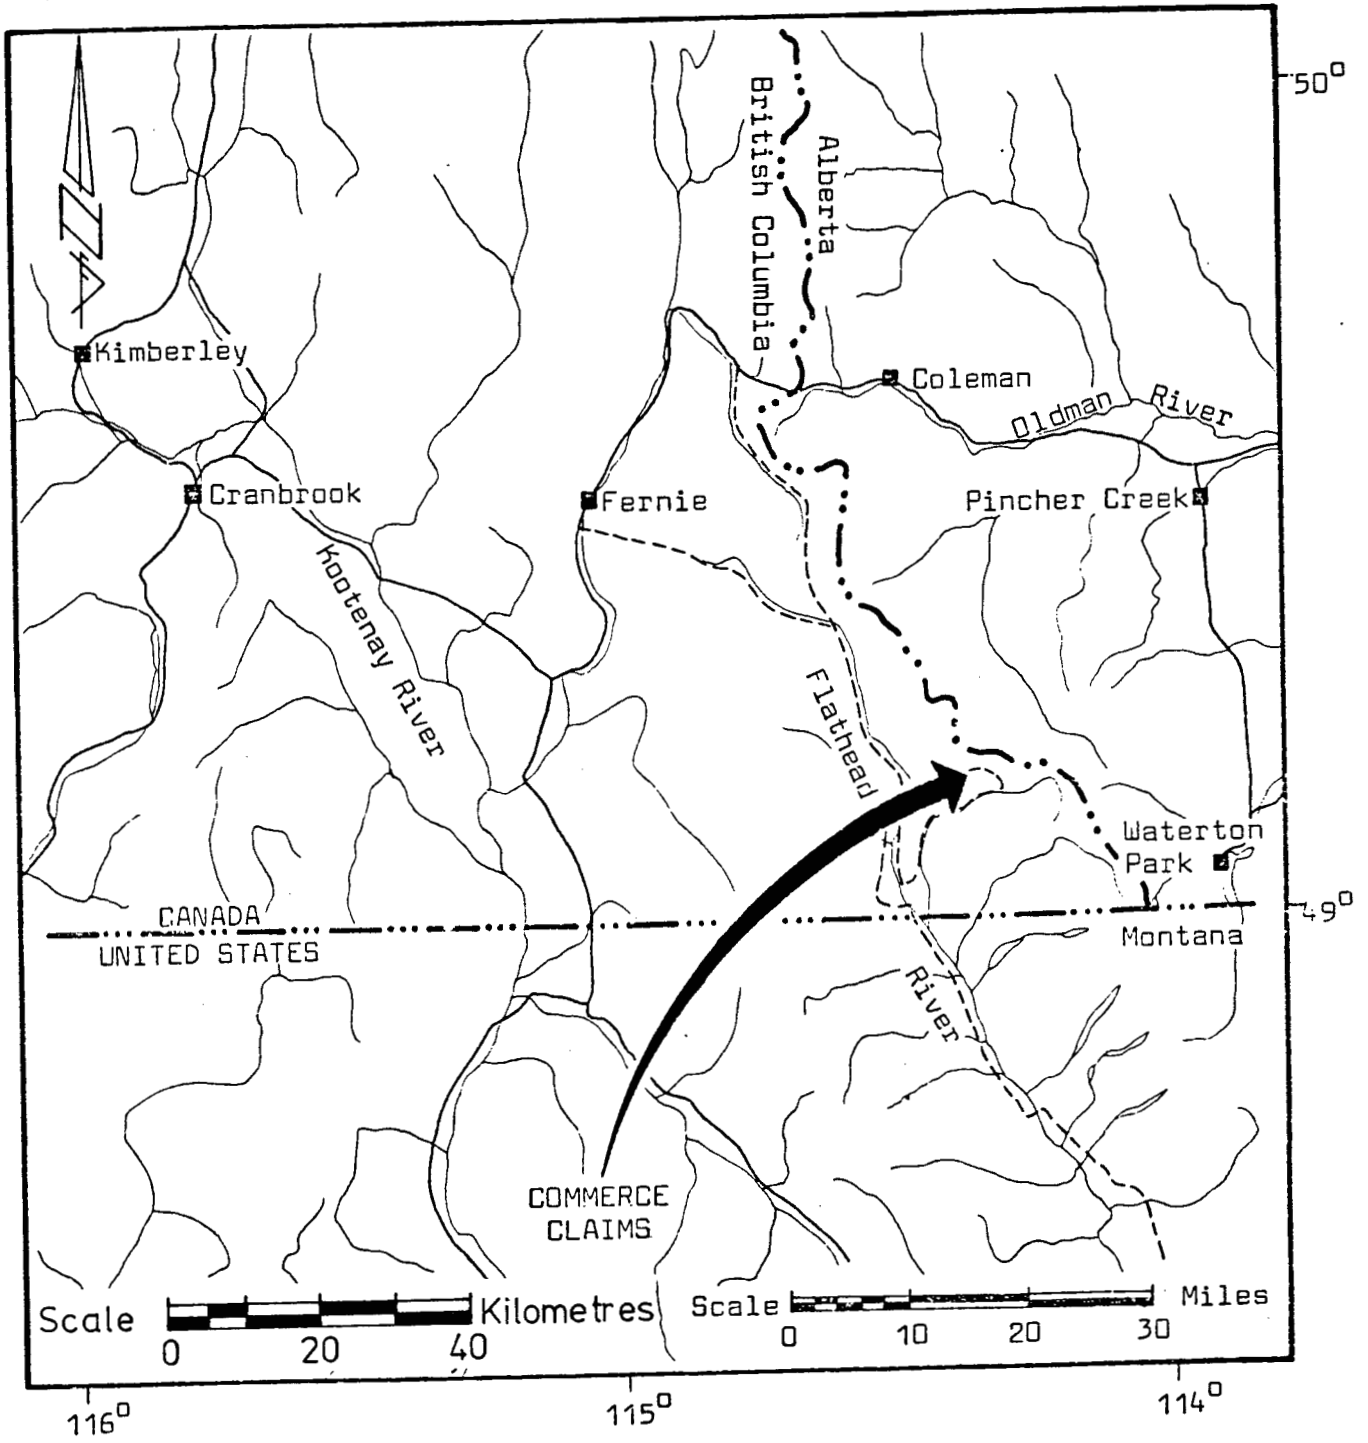 50°
British Columbia
Alberta
N
Kimberley
Coleman
Oldman River
Cranbrook
Fernie
Pincher Creek
Kootenay River
Flathead
River
Waterton
Park
CANADA
UNITED STATES
49°
Montana
COMMERCE
CLAIMS
Scale
Kilometres
0 20 40
Scale
Miles
0 10 20 30
116°
115°
114°